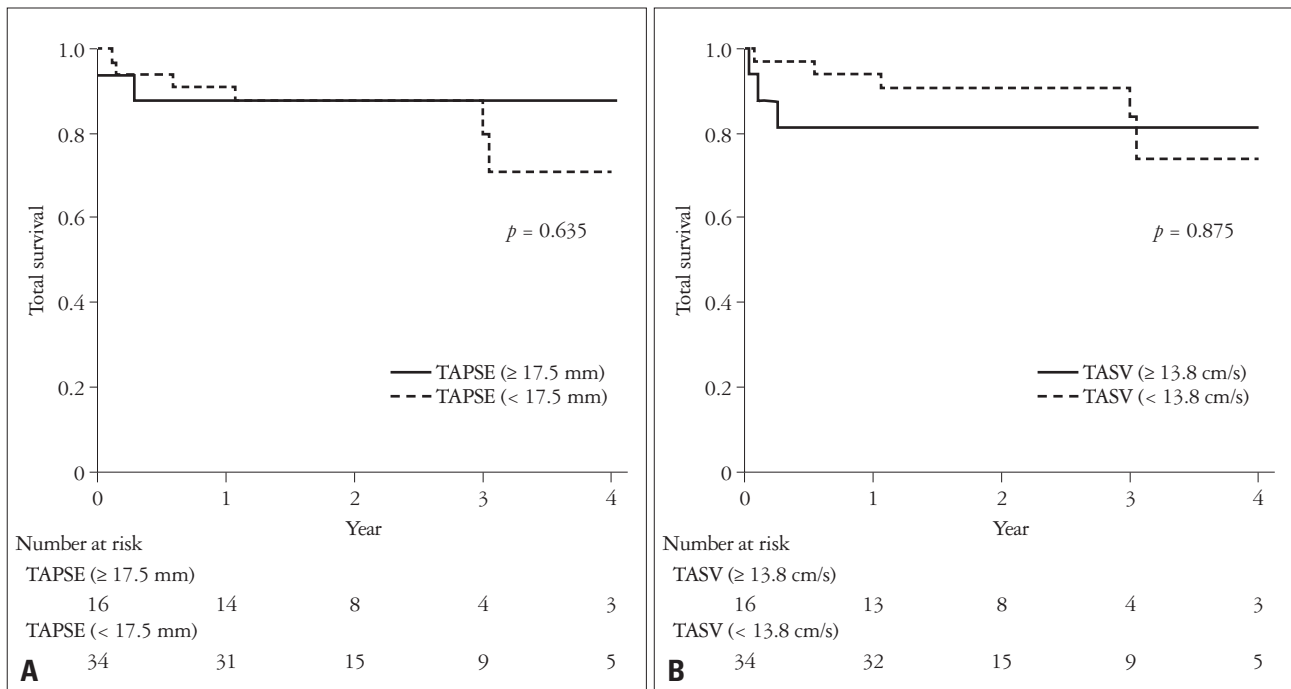 1.0
0.8
0.6
0.4
0.2
0
Total survival
p = 0.635
TAPSE (≥ 17.5 mm)
TAPSE (< 17.5 mm)
0 1 2 3 4
Year
Number at risk
TAPSE (≥ 17.5 mm)
16 14 8 4 3
TAPSE (< 17.5 mm)
34 31 15 9 5
A
1.0
0.8
0.6
0.4
0.2
0
Total survival
p = 0.875
TASV (≥ 13.8 cm/s)
TASV (< 13.8 cm/s)
0 1 2 3 4
Year
Number at risk
TASV (≥ 13.8 cm/s)
16 13 8 4 3
TASV (< 13.8 cm/s)
34 32 15 9 5
B